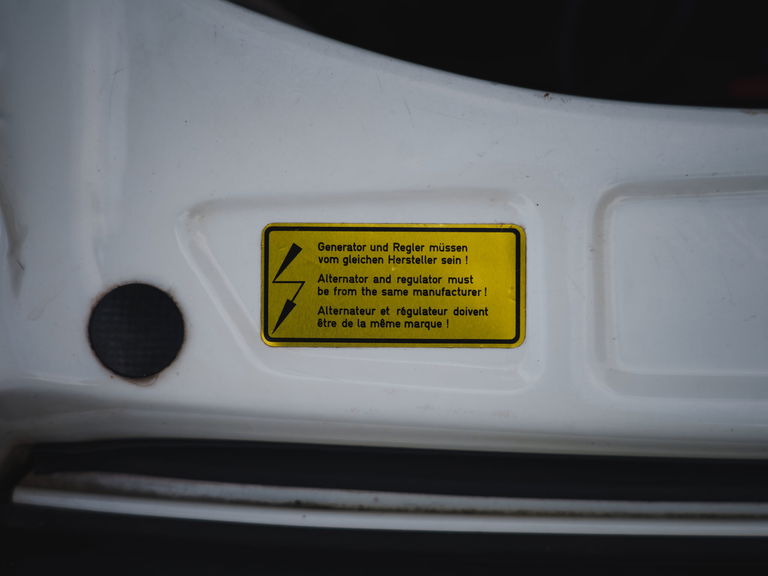 Generator und Regler müssen
vom gleichen Hersteller sein !
Alternator and regulator must
be from the same manufacturer !
Alternateur et régulateur doivent
être de la même marque !